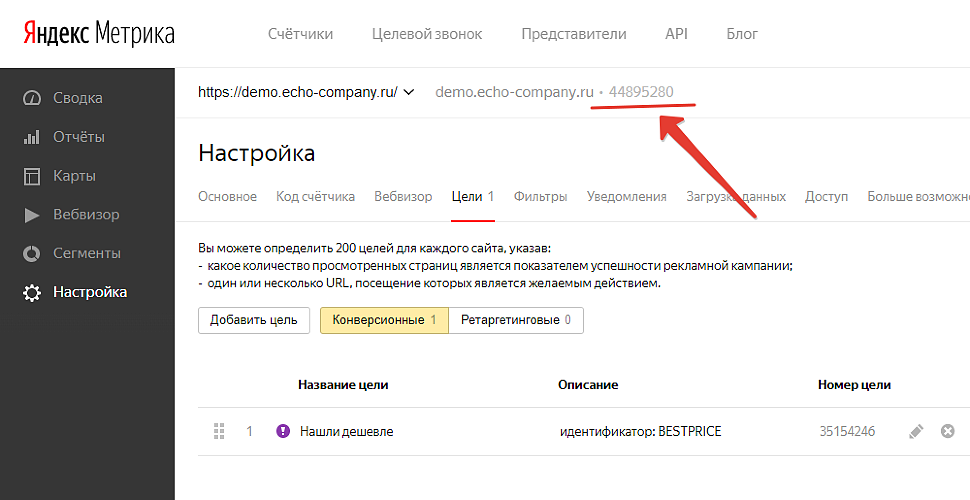 Яндекс Метрика
Счётчики Целевой звонок Представители API Блог
https://demo.echo-company.ru/ demo.echo-company.ru • 44895280
Сводка
Отчёты
Карты
Вебвизор
Сегменты
Настройка
Настройка
Основное Код счётчика Вебвизор Цели 1 Фильтры Уведомления Загрузка данных Доступ Больше возможно
Вы можете определить 200 целей для каждого сайта, указав:
- какое количество просмотренных страниц является показателем успешности рекламной кампании;
- один или несколько URL, посещение которых является желаемым действием.
Добавить цель Конверсионные 1 Ретаргетинговые 0
Название цели Описание Номер цели
1 Нашли дешевле идентификатор: BESTPRICE 35154246